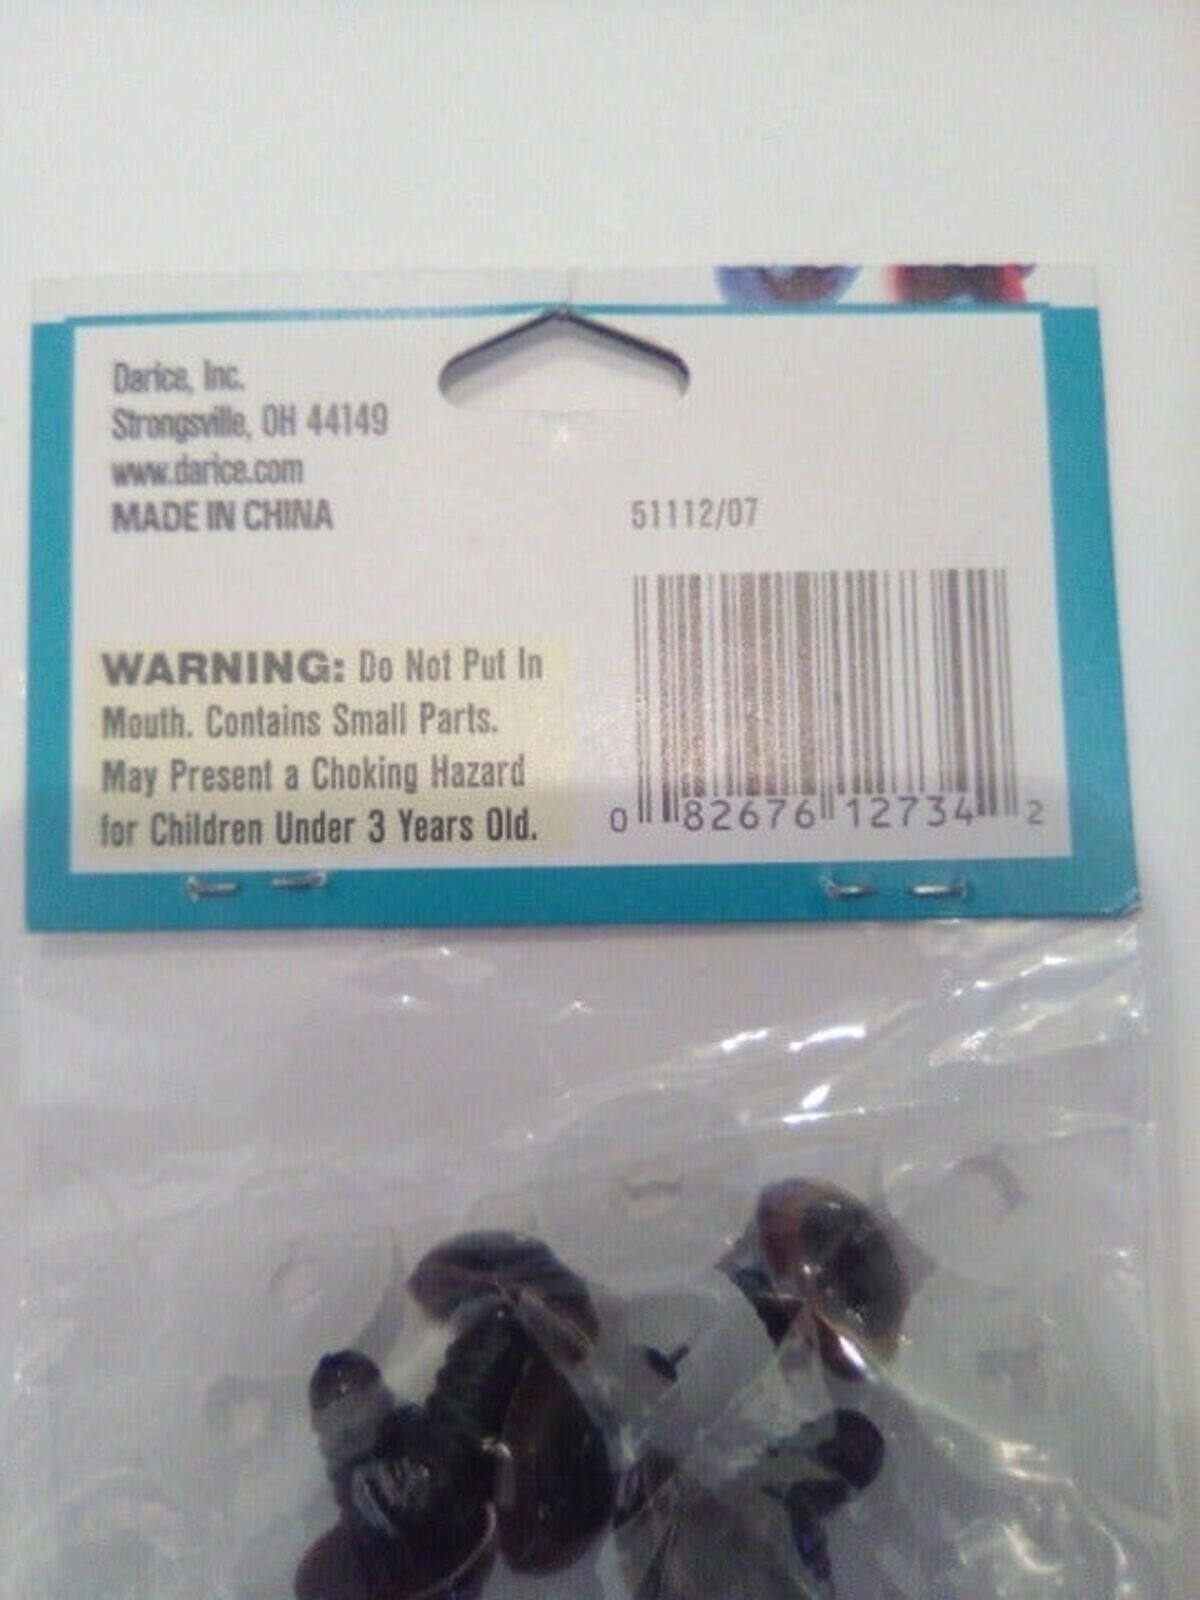 Darice, Inc.
Strongsville, OH 44149
www.darice.com
MADE IN CHINA
51112/07
WARNING: Do Not Put In
Mouth. Contains Small Parts.
May Present a Choking Hazard
for Children Under 3 Years Old.
0 82676 12734 2